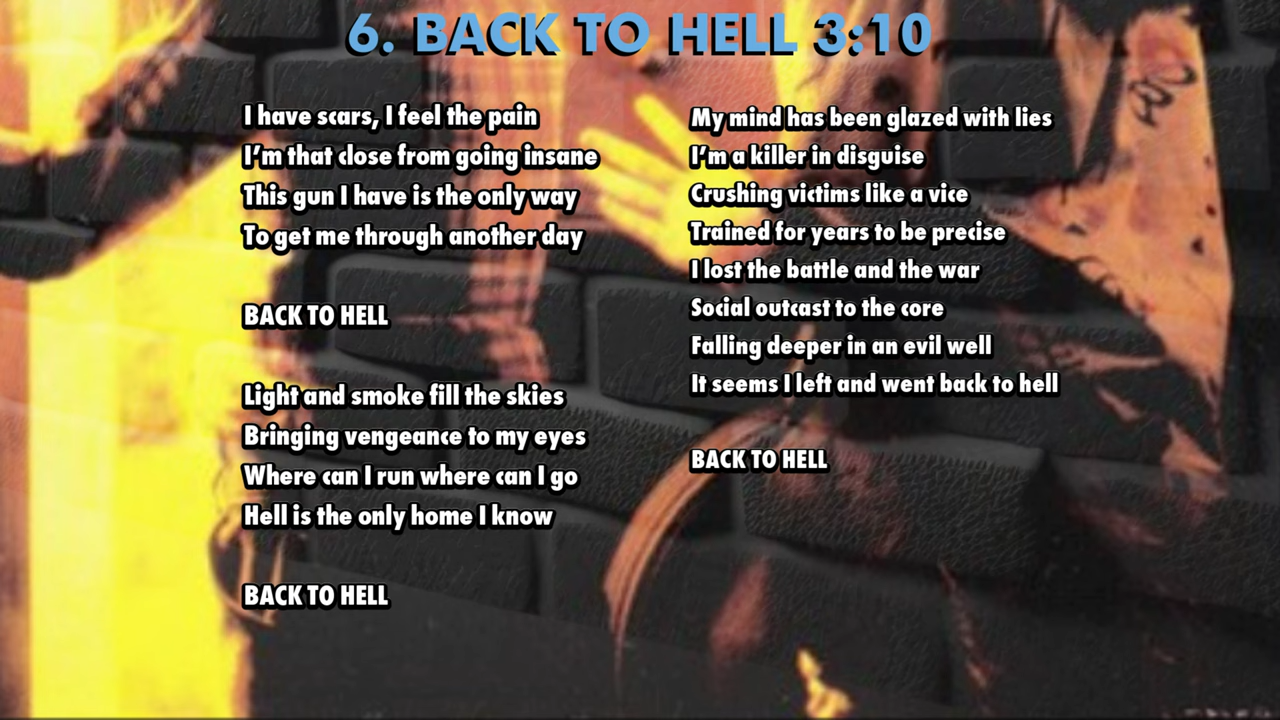 6. BACK TO HELL 3:10
I have scars, I feel the pain
I'm that close from going insane
This gun I have is the only way
To get me through another day
BACK TO HELL
Light and smoke fill the skies
Bringing vengeance to my eyes
Where can I run where can I go
Hell is the only home I know
BACK TO HELL
My mind has been glazed with lies
I'm a killer in disguise
Crushing victims like a vice
Trained for years to be precise
I lost the battle and the war
Social outcast to the core
Falling deeper in an evil well
It seems I left and went back to hell
BACK TO HELL